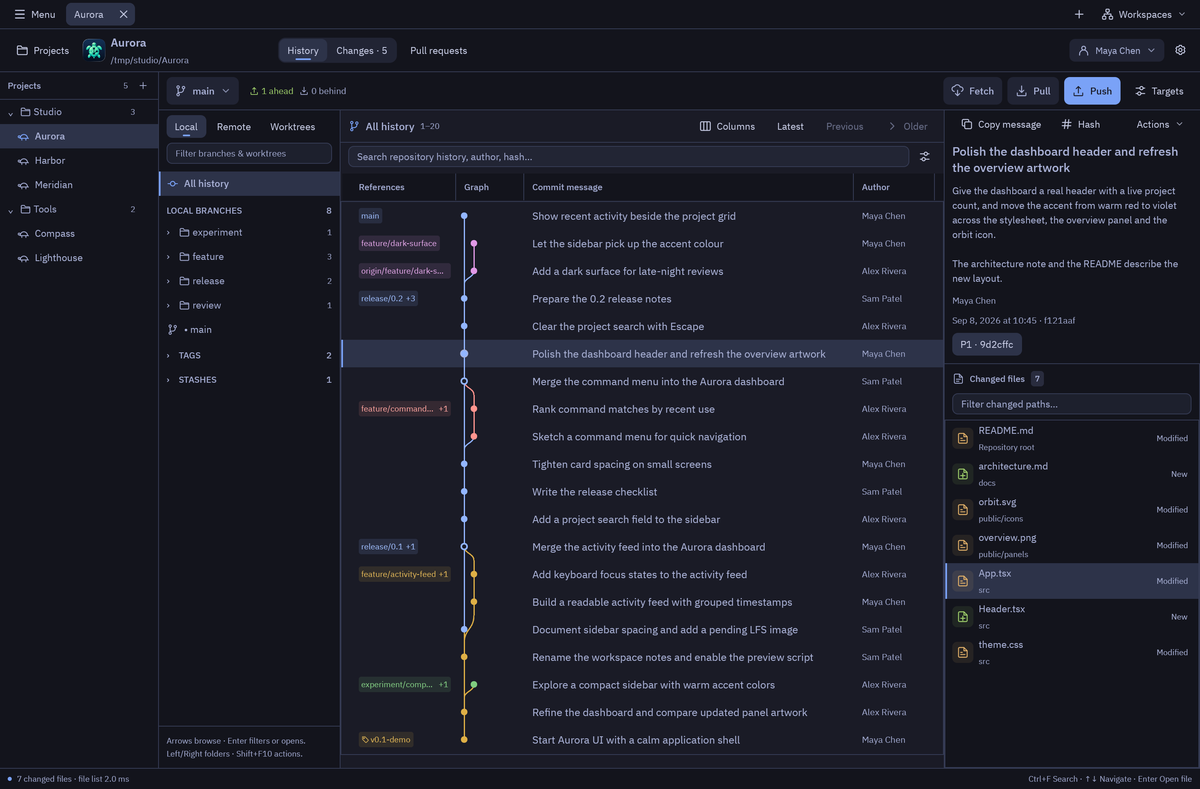 Menu
Aurora
Workspaces
Projects
Aurora
/tmp/studio/Aurora
History
Changes · 5
Pull requests
Maya Chen
Projects 5
Studio 3
Aurora
Harbor
Meridian
Tools 2
Compass
Lighthouse
main
1 ahead
0 behind
Fetch
Pull
Push
Targets
Local
Remote
Worktrees
Filter branches & worktrees
All history
LOCAL BRANCHES 8
experiment 1
feature 3
release 2
review 1
• main
TAGS 2
STASHES 1
Arrows browse · Enter filters or opens.
Left/Right folders · Shift+F10 actions.
All history 1–20
Columns
Latest
Previous
Older
Search repository history, author, hash...
References Graph Commit message Author
main Show recent activity beside the project grid Maya Chen
feature/dark-surface Let the sidebar pick up the accent colour Maya Chen
origin/feature/dark-s... Add a dark surface for late-night reviews Alex Rivera
release/0.2 +3 Prepare the 0.2 release notes Sam Patel
Clear the project search with Escape Alex Rivera
Polish the dashboard header and refresh the overview artwork Maya Chen
Merge the command menu into the Aurora dashboard Sam Patel
feature/command... +1 Rank command matches by recent use Alex Rivera
Sketch a command menu for quick navigation Alex Rivera
Tighten card spacing on small screens Maya Chen
Write the release checklist Sam Patel
Add a project search field to the sidebar Alex Rivera
release/0.1 +1 Merge the activity feed into the Aurora dashboard Maya Chen
feature/activity-feed +1 Add keyboard focus states to the activity feed Alex Rivera
Build a readable activity feed with grouped timestamps Maya Chen
Document sidebar spacing and add a pending LFS image Sam Patel
Rename the workspace notes and enable the preview script Sam Patel
experiment/comp... +1 Explore a compact sidebar with warm accent colors Alex Rivera
Refine the dashboard and compare updated panel artwork Alex Rivera
v0.1-demo Start Aurora UI with a calm application shell Maya Chen
Copy message
Hash
Actions
Polish the dashboard header and refresh
the overview artwork
Give the dashboard a real header with a live project
count, and move the accent from warm red to violet
across the stylesheet, the overview panel and the
orbit icon.
The architecture note and the README describe the
new layout.
Maya Chen
Sep 8, 2026 at 10:45 · f121aaf
P1 · 9d2cffc
Changed files 7
Filter changed paths...
README.md
Repository root
Modified
architecture.md
docs
New
orbit.svg
public/icons
Modified
overview.png
public/panels
Modified
App.tsx
src
Modified
Header.tsx
src
New
theme.css
src
Modified
7 changed files · file list 2.0 ms
Ctrl+F Search · ↑↓ Navigate · Enter Open file